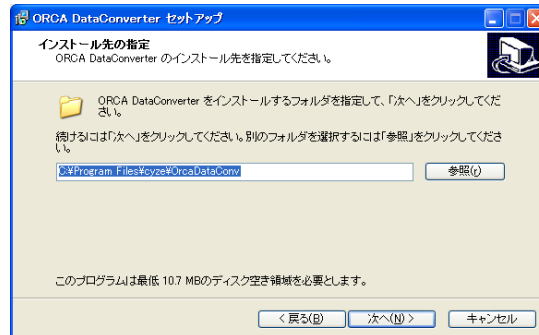 ORCA DataConverter セットアップ
インストール先の指定
ORCA DataConverter のインストール先を指定してください。
ORCA DataConverter をインストールするフォルダを指定して、「次へ」をクリックしてくだ
さい。
続けるには「次へ」をクリックしてください。別のフォルダを選択するには「参照」をクリックしてくださ
い。
C:¥Program Files¥cyze¥OrcaDataConv
参照(r)
このプログラムは最低 10.7 MBのディスク空き領域を必要とします。
< 戻る(B)
次へ(N) >
キャンセル